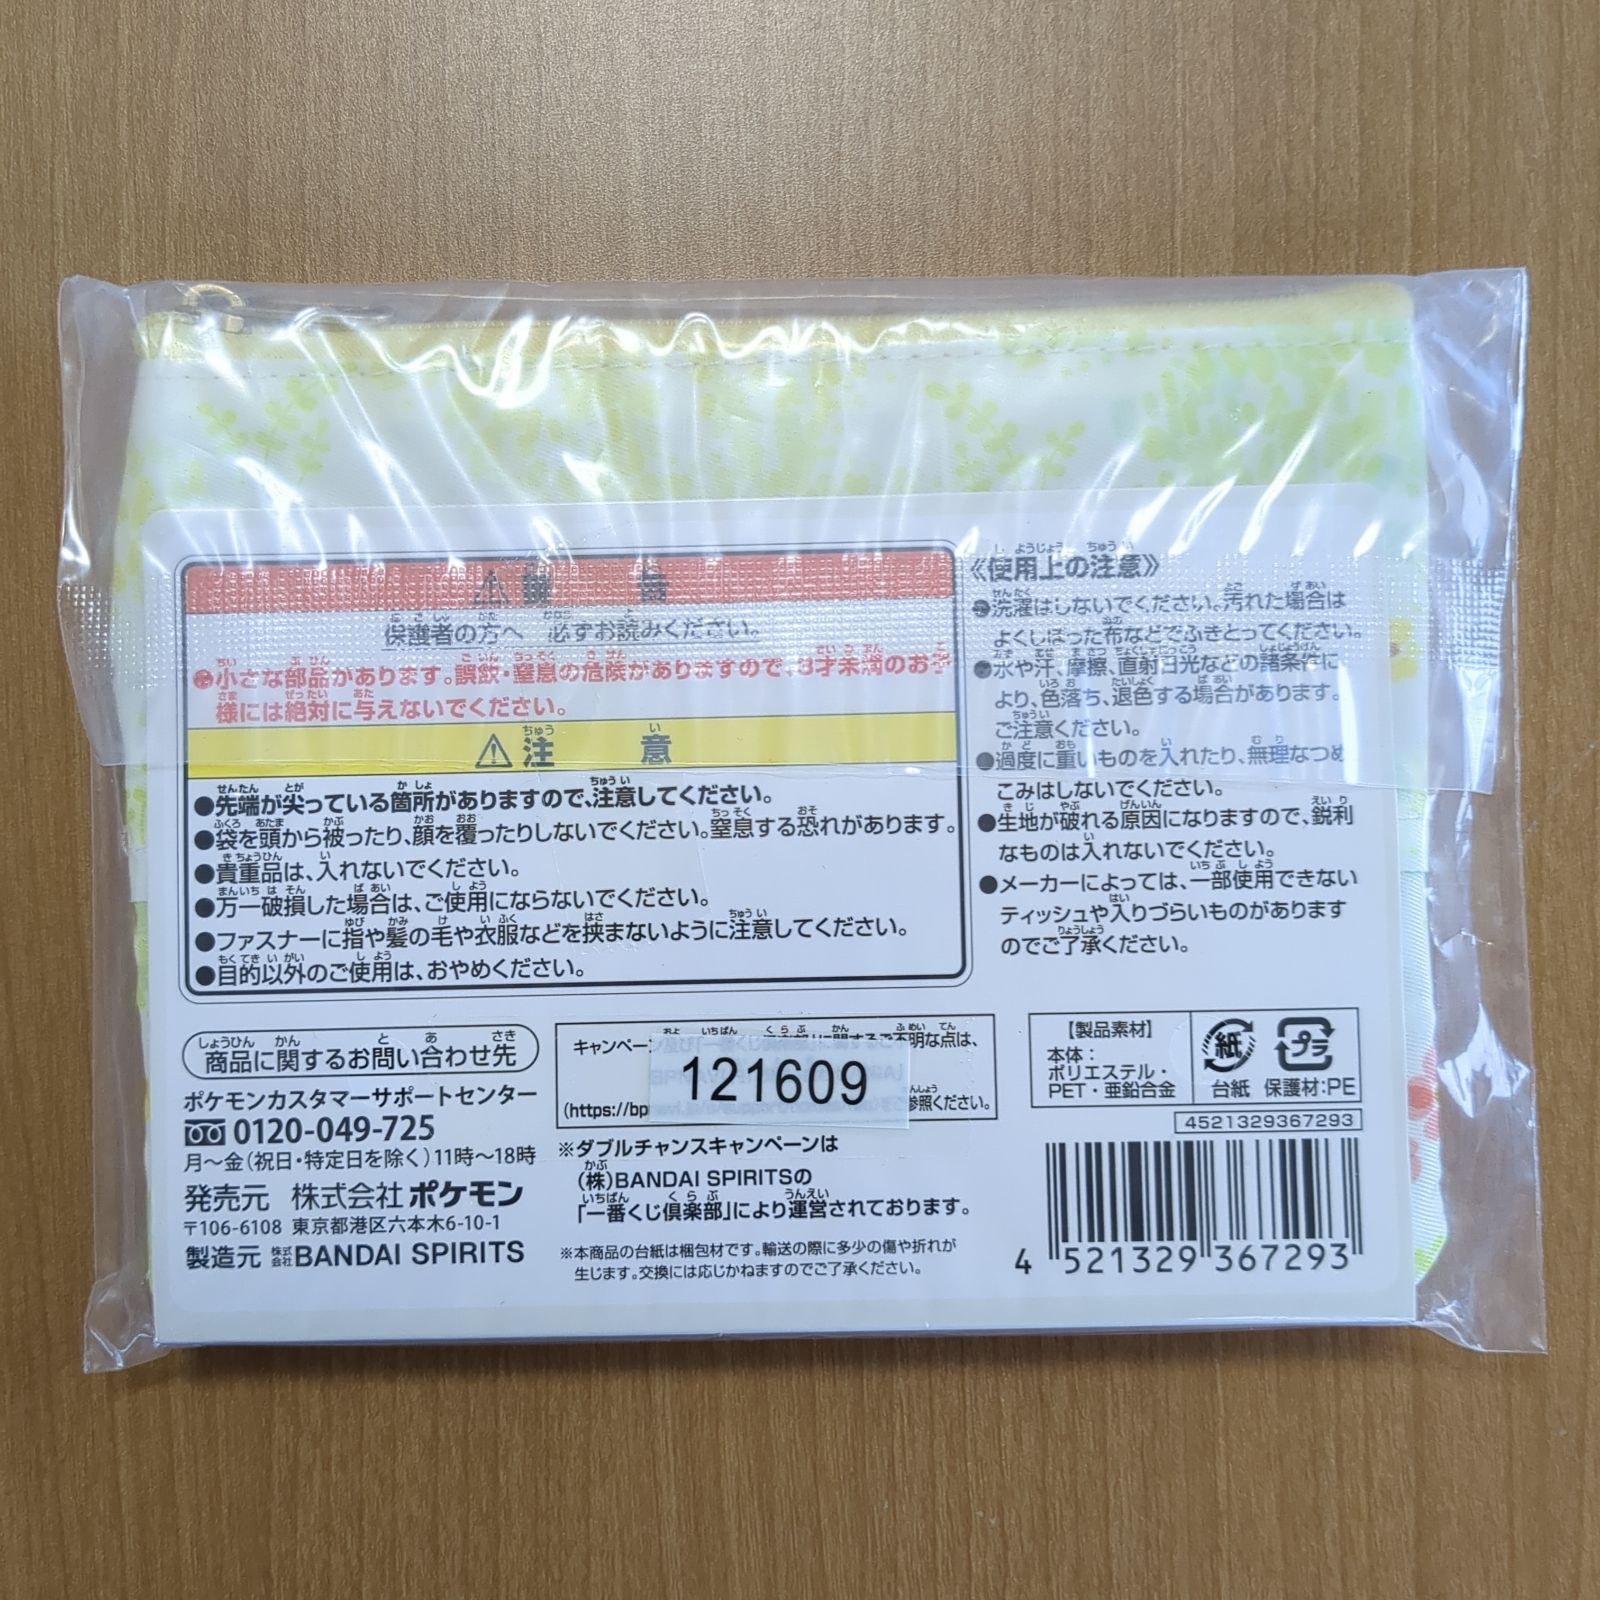 ⚠警告
保護者の方へ 必ずお読みください。
●小さな部品があります。誤飲・窒息の危険がありますので、3才未満のお子
様には絶対に与えないでください。
⚠注意
●先端が尖っている箇所がありますので、注意してください。
●袋を頭から被ったり、顔を覆ったりしないでください。窒息する恐れがあります。
●貴重品は、入れないでください。
●万一破損した場合は、ご使用にならないでください。
●ファスナーに指や髪の毛や衣服などを挟まないように注意してください。
●目的以外のご使用は、おやめください。
《使用上の注意》
●洗濯はしないでください。汚れた場合は
よくしぼった布などでふきとってください。
●水や汗、摩擦、直射日光などの諸条件に
より、色落ち、退色する場合があります。
ご注意ください。
●過度に重いものを入れたり、無理なつめ
こみはしないでください。
●生地が破れる原因になりますので、鋭利
なものは入れないでください。
●メーカーによっては、一部使用できない
ティッシュや入りづらいものがあります
のでご了承ください。
商品に関するお問い合わせ先
ポケモンカスタマーサポートセンター
0120-049-725
月〜金(祝日・特定日を除く)11時〜18時
発売元 株式会社ポケモン
〒106-6108 東京都港区六本木6-10-1
製造元 株式会社BANDAI SPIRITS
キャンペー
に関するご不明な点は、
121609
(https://bp
参照ください。)
※ダブルチャンスキャンペーンは
(株)BANDAI SPIRITSの
「一番くじ倶楽部」により運営されております。
※本商品の台紙は梱包材です。輸送の際に多少の傷や折れが
生じます。交換には応じかねますのでご了承ください。
【製品素材】
本体：
ポリエステル・
PET・亜鉛合金
紙
台紙
プラ
保護材:PE
4521329367293
4 521329 367293